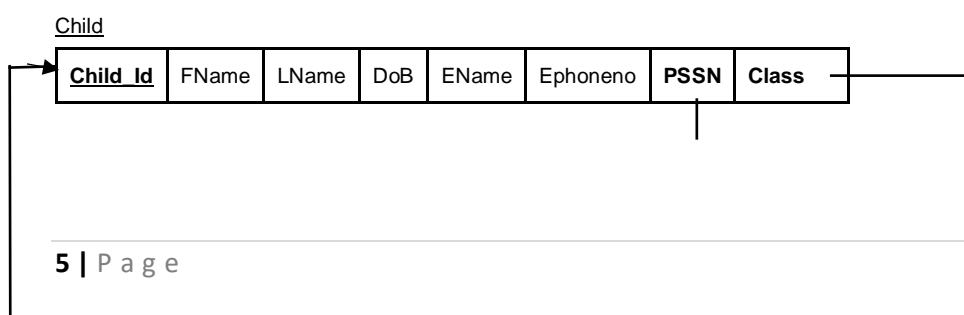 Child
Child_Id FName LName DoB EName Ephoneno PSSN Class
5 | Page